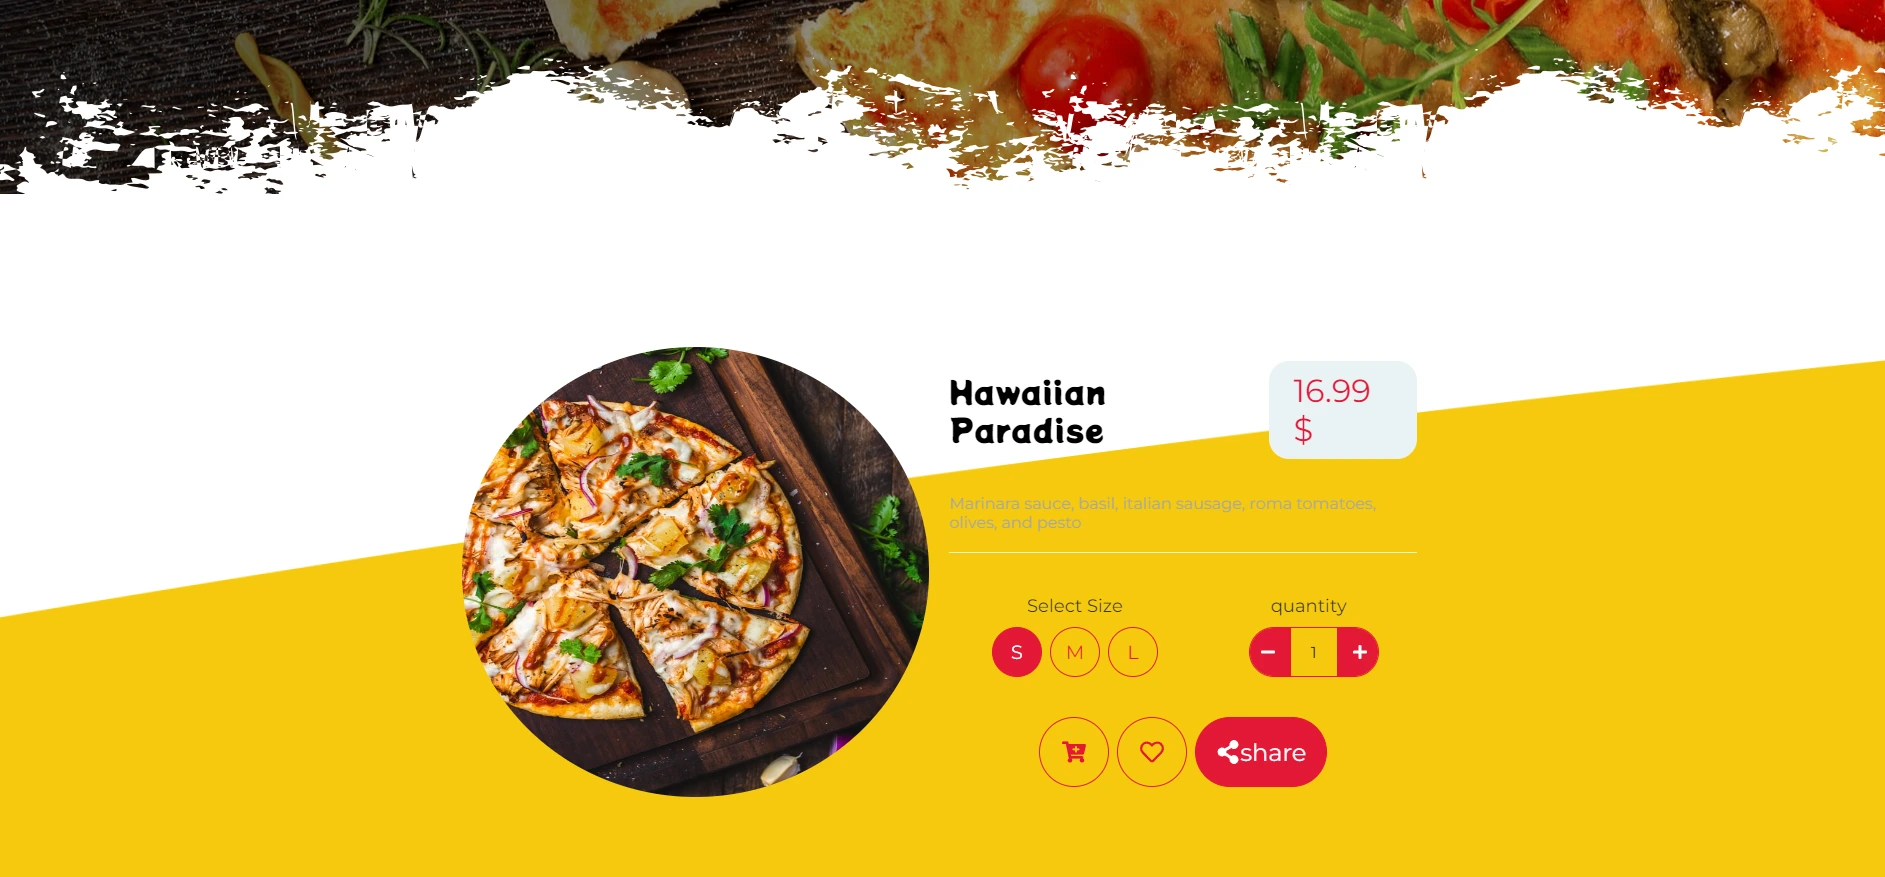 Hawaiian
Paradise
16.99
$
Marinara sauce, basil, italian sausage, roma tomatoes,
olives, and pesto
Select Size
quantity
S M L
1
share